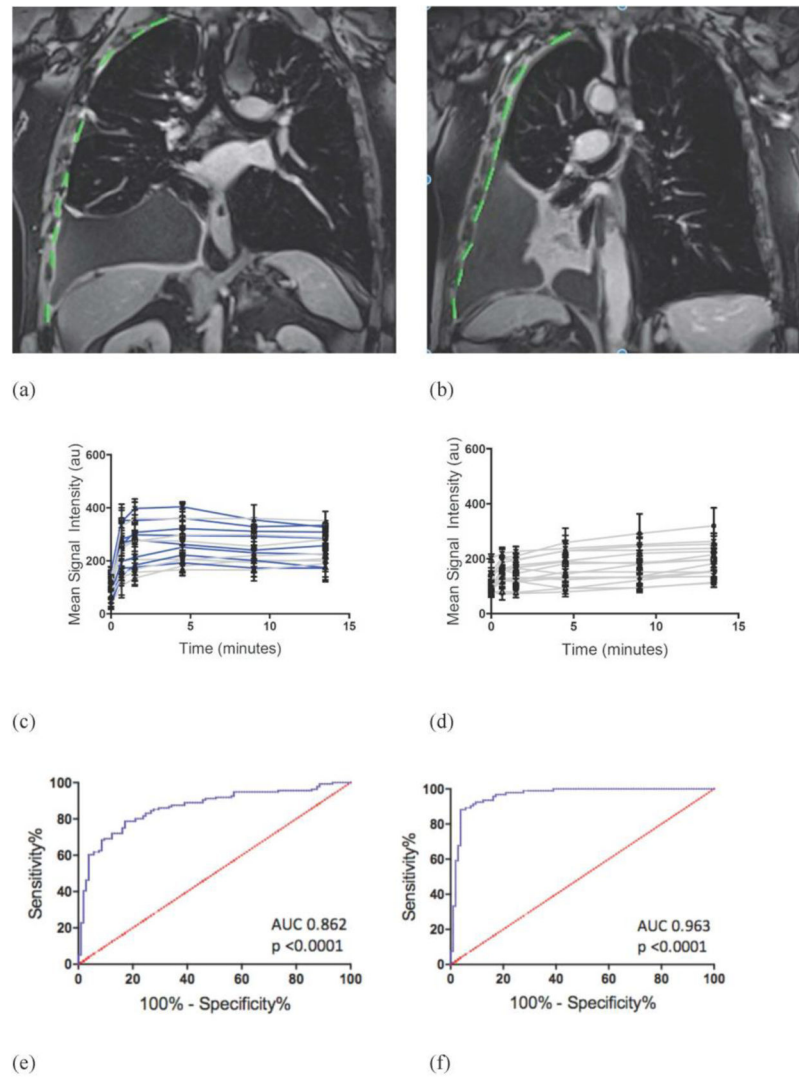 (a)
(b)
600
400
200
0
0
5
10
15
Mean Signal Intensity (au)
Time (minutes)
600
400
200
0
0
5
10
15
Mean Signal Intensity (au)
Time (minutes)
(c)
(d)
100
80
60
40
20
0
0
20
40
60
80
100
Sensitivity%
AUC 0.862
p <0.0001
100% - Specificity%
100
80
60
40
20
0
0
20
40
60
80
100
Sensitivity%
AUC 0.963
p <0.0001
100% - Specificity%
(e)
(f)